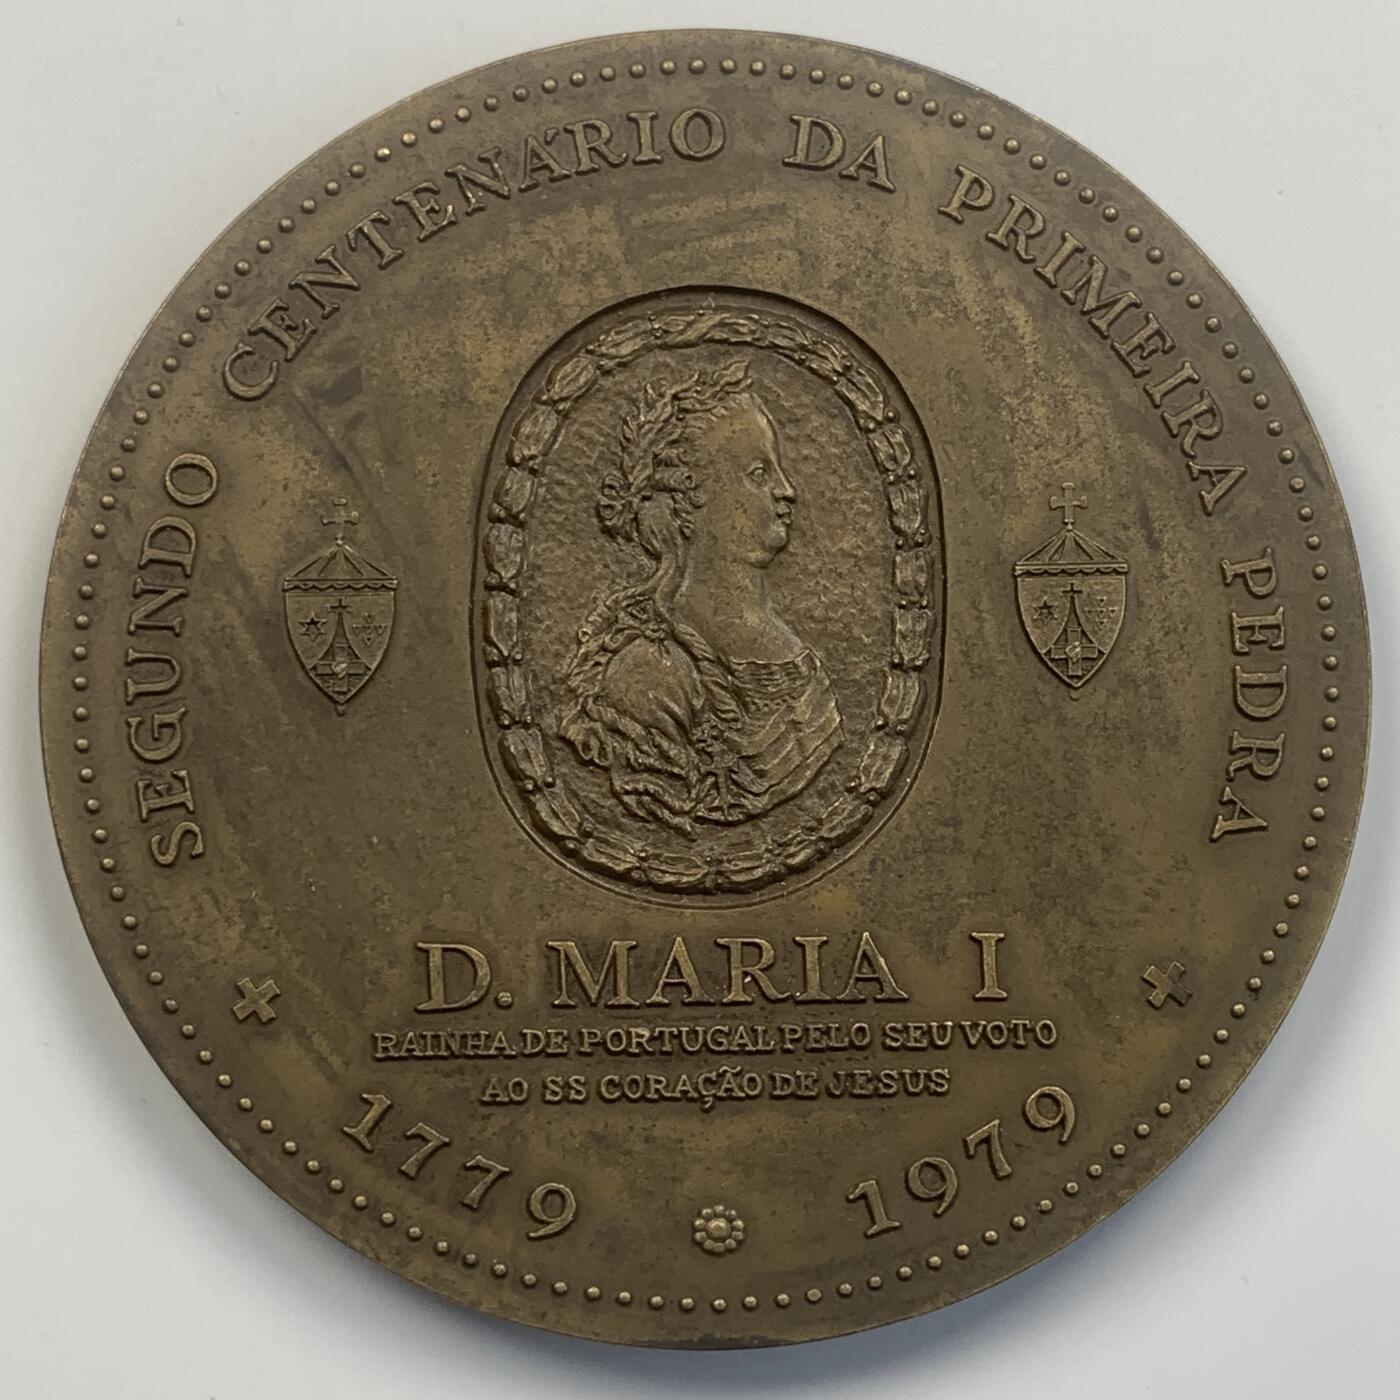 SEGUNDO CENTENÁRIO DA PRIMEIRA PEDRA
D. MARIA I
RAINHA DE PORTUGAL PELO SEU VOTO
AO SS CORAÇÃO DE JESUS
1779 1979